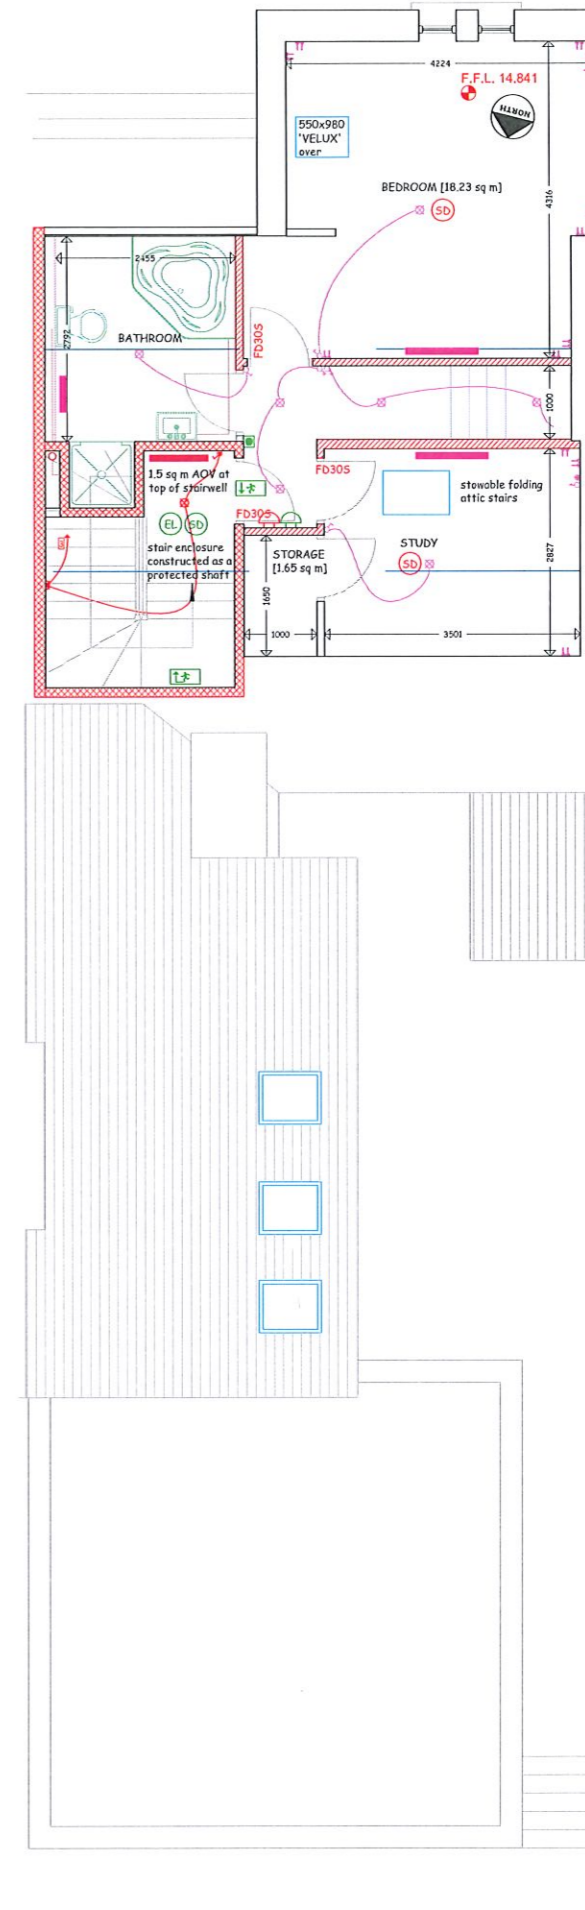 4224
F.F.L. 14.841
NORTH
550x980
'VELUX'
over
BEDROOM [18.23 sq m]
SD
4316
2455
2792
BATHROOM
FD30S
1000
1.5 sq m AOV at
top of stairwell
FD30S
stowable folding
attic stairs
EL
SD
FD30S
stair enclosure
constructed as a
protected shaft
STORAGE
[1.65 sq m]
STUDY
SD
2827
1650
1000
3501